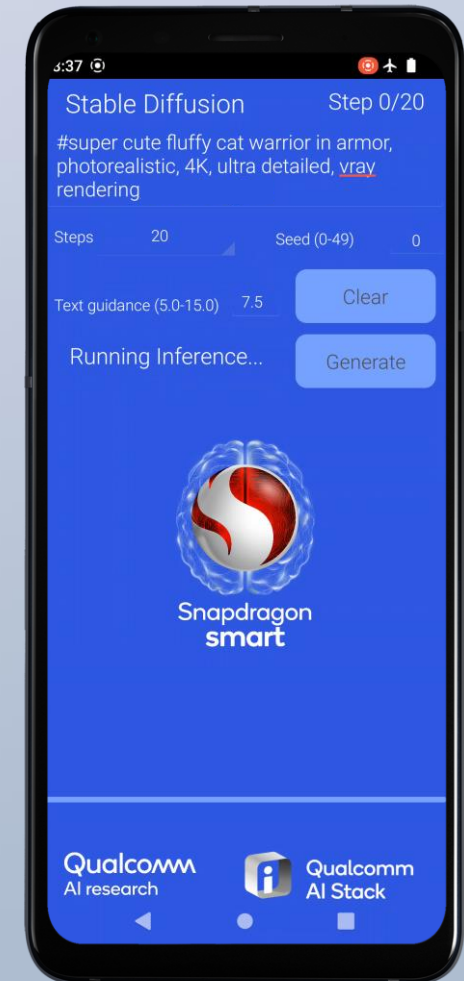 3:37
Stable Diffusion Step 0/20
#super cute fluffy cat warrior in armor,
photorealistic, 4K, ultra detailed, vray
rendering
Steps 20 Seed (0-49) 0
Text guidance (5.0-15.0) 7.5 Clear
Running Inference... Generate
Snapdragon
smart
Qualcomm
AI research
Qualcomm
AI Stack